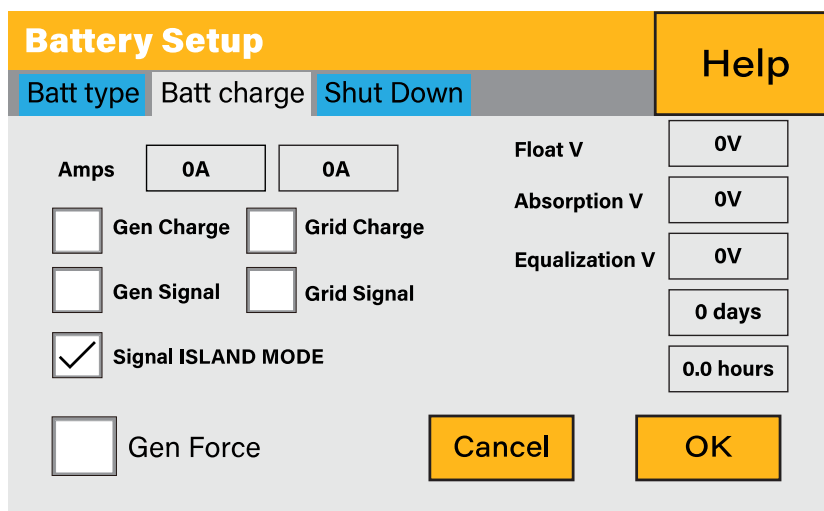 Battery Setup
Help
Batt type Batt charge Shut Down
Amps 0A 0A
Float V 0V
Absorption V 0V
Gen Charge Grid Charge
Equalization V 0V
Gen Signal Grid Signal
0 days
Signal ISLAND MODE
0.0 hours
Gen Force
Cancel
OK